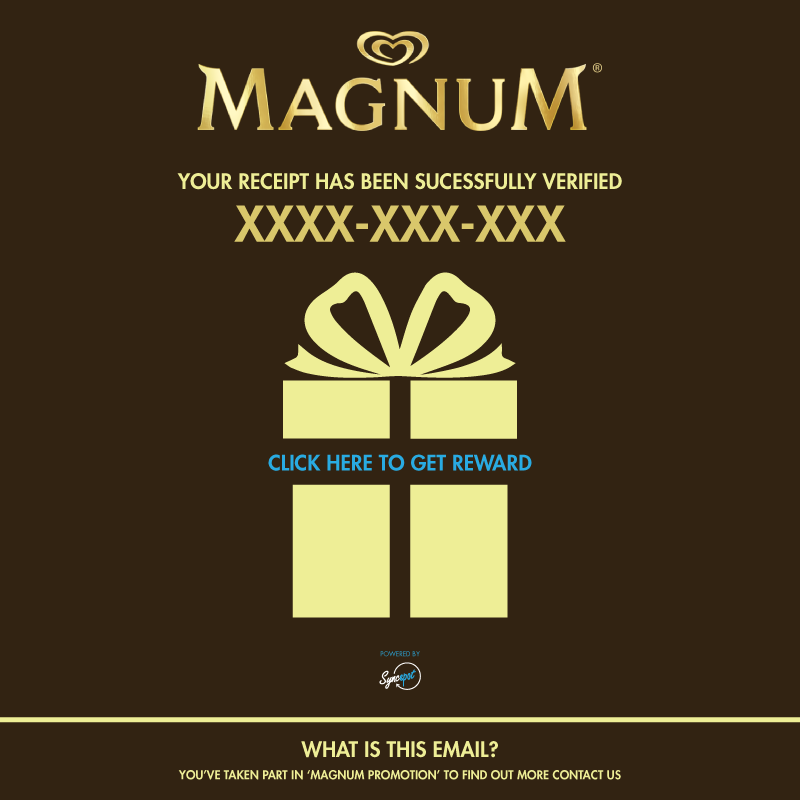 MAGNUM®
YOUR RECEIPT HAS BEEN SUCESSFULLY VERIFIED
XXXX-XXX-XXX
CLICK HERE TO GET REWARD
POWERED BY
Syncspot
WHAT IS THIS EMAIL?
YOU'VE TAKEN PART IN ‘MAGNUM PROMOTION’ TO FIND OUT MORE CONTACT US